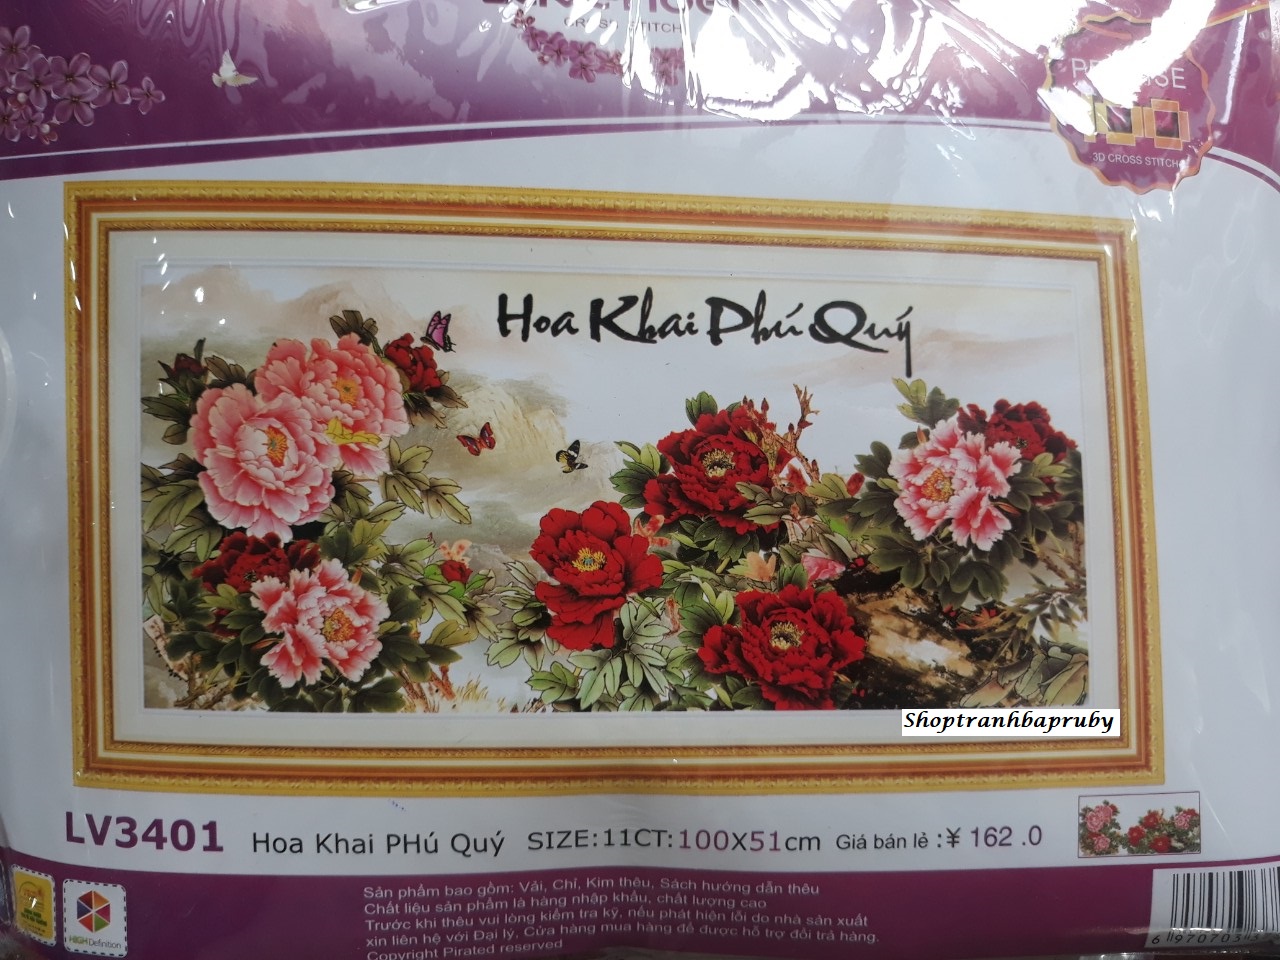 CROSS STITCH
3D CROSS STITCH
Hoa Khai Phú Quý
Shoptranhbapruby
LV3401 Hoa Khai PHú Quý SIZE:11CT:100X51cm Giá bán lẻ :¥ 162 .0
HIGH Definition
Sản phẩm bao gồm: Vải, Chỉ, Kim thêu, Sách hướng dẫn thêu
Chất liệu sản phẩm là hàng nhập khẩu, chất lượng cao
Trước khi thêu vui lòng kiểm tra kỹ, nếu phát hiện lỗi do nhà sản xuất
xin liên hệ với Đại lý, Cửa hàng mua hàng để được hỗ trợ đổi trả hàng.
Copyright Pirated reserved